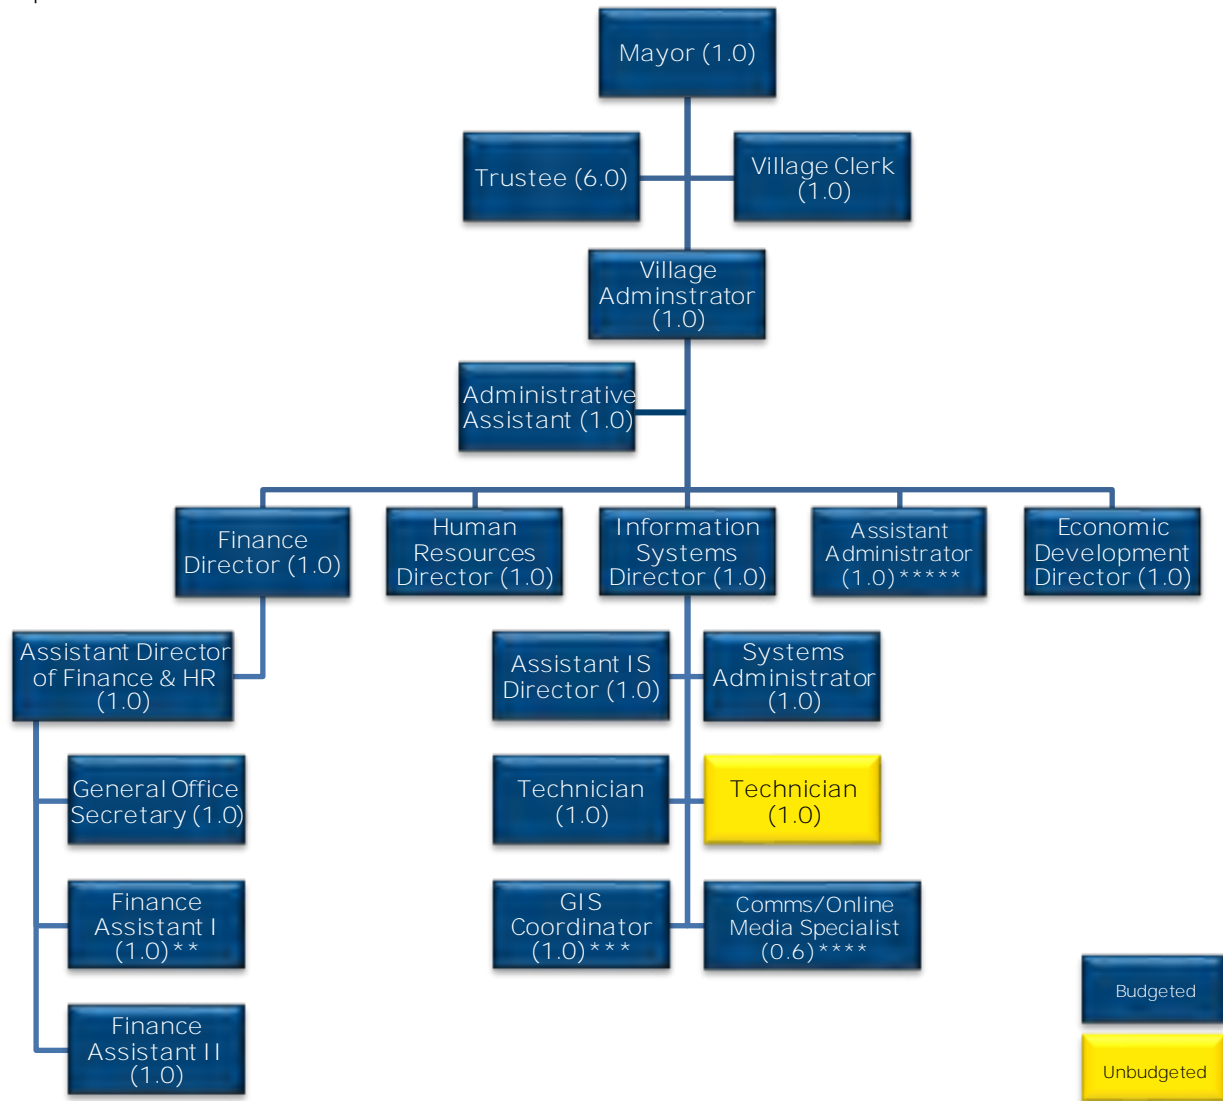 Mayor (1.0)
Trustee (6.0)
Village Clerk
(1.0)
Village
Adminstrator
(1.0)
Administrative
Assistant (1.0)
Finance
Director (1.0)
Human
Resources
Director (1.0)
Information
Systems
Director (1.0)
Assistant
Administrator
(1.0)*****
Economic
Development
Director (1.0)
Assistant Director
of Finance & HR
(1.0)
Assistant IS
Director (1.0)
Systems
Administrator
(1.0)
General Office
Secretary (1.0)
Technician
(1.0)
Technician
(1.0)
Finance
Assistant I
(1.0)**
GIS
Coordinator
(1.0)***
Comms/Online
Media Specialist
(0.6)****
Finance
Assistant II
(1.0)
Budgeted
Unbudgeted